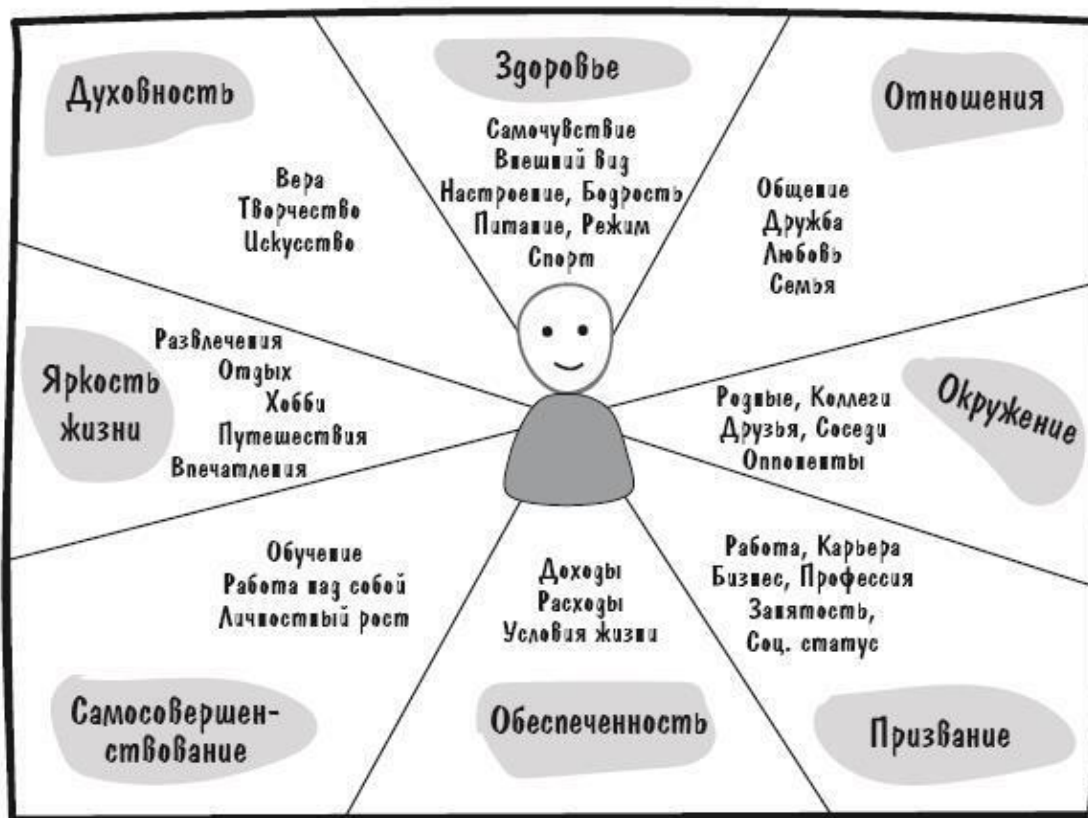 Духовность
Вера
Творчество
Искусство
Здоровье
Самочувствие
Внешний вид
Настроение, Бодрость
Питание, Режим
Спорт
Отношения
Общение
Дружба
Любовь
Семья
Яркость
жизни
Развлечения
Отдых
Хобби
Путешествия
Впечатления
Окружение
Родные, Коллеги
Друзья, Соседи
Оппоненты
Обучение
Работа над собой
Личностный рост
Самосовершен-
ствование
Доходы
Расходы
Условия жизни
Обеспеченность
Работа, Карьера
Бизнес, Профессия
Занятость,
Соц. статус
Призвание